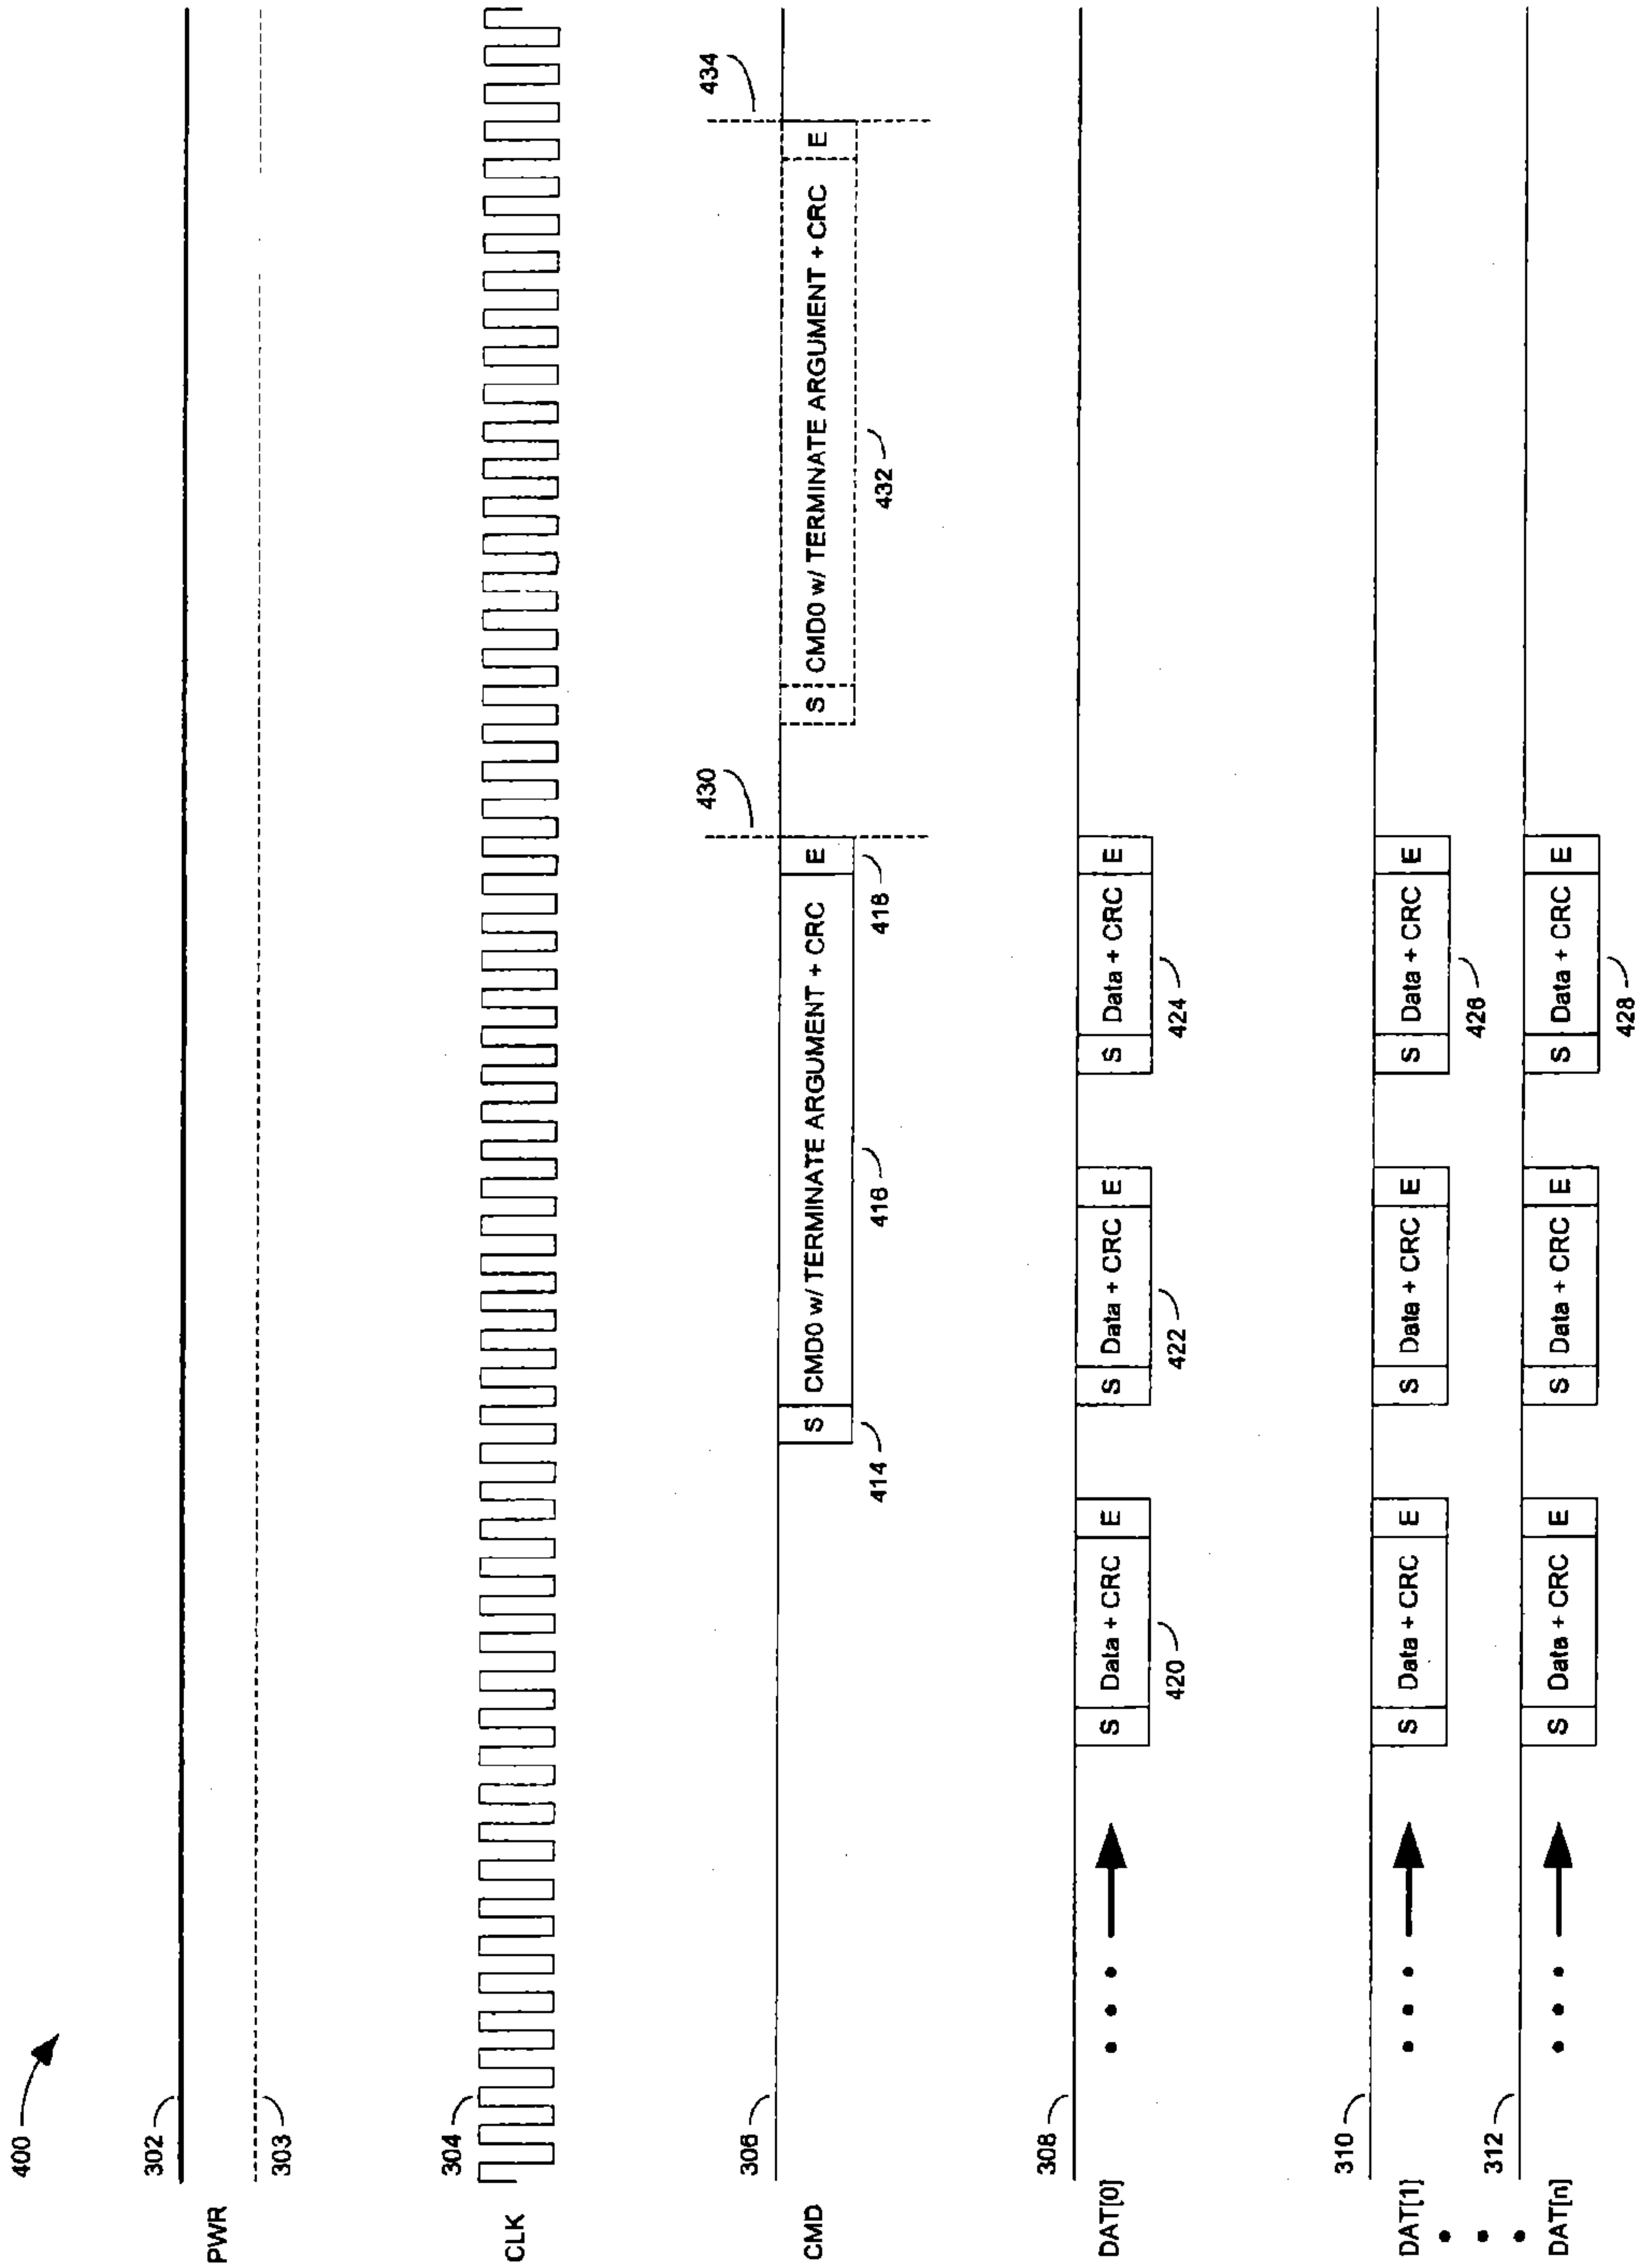 400
302
PWR
303
304
CLK
430
434
306
CMD
S CMD0 w/ TERMINATE ARGUMENT + CRC E
S CMD0 w/ TERMINATE ARGUMENT + CRC E
414
416
418
432
308
DAT[0]
S Data + CRC E
S Data + CRC E
S Data + CRC E
420
422
424
310
DAT[1]
S Data + CRC E
S Data + CRC E
S Data + CRC E
426
312
DAT[n]
S Data + CRC E
S Data + CRC E
S Data + CRC E
428